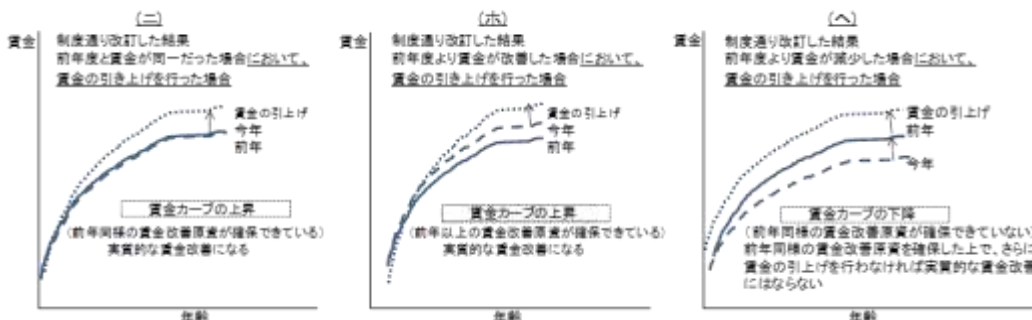 (ニ)
賃金
制度通り改訂した結果
前年度と賃金が同一だった場合において、
賃金の引き上げを行った場合
賃金の引上げ
今年
前年
賃金カーブの上昇
(前年同様の賃金改善原資が確保できている)
実質的な賃金改善になる
年齢
(ホ)
賃金
制度通り改訂した結果
前年度より賃金が改善した場合において、
賃金の引き上げを行った場合
賃金の引上げ
今年
前年
賃金カーブの上昇
(前年以上の賃金改善原資が確保できている)
実質的な賃金改善になる
年齢
(ヘ)
賃金
制度通り改訂した結果
前年度より賃金が減少した場合において、
賃金の引き上げを行った場合
賃金の引上げ
前年
今年
賃金カーブの下降
(前年同様の賃金改善原資が確保できていない)
前年同様の賃金改善原資を確保した上で、さらに
賃金の引上げを行わなければ実質的な賃金改善
にはならない
年齢